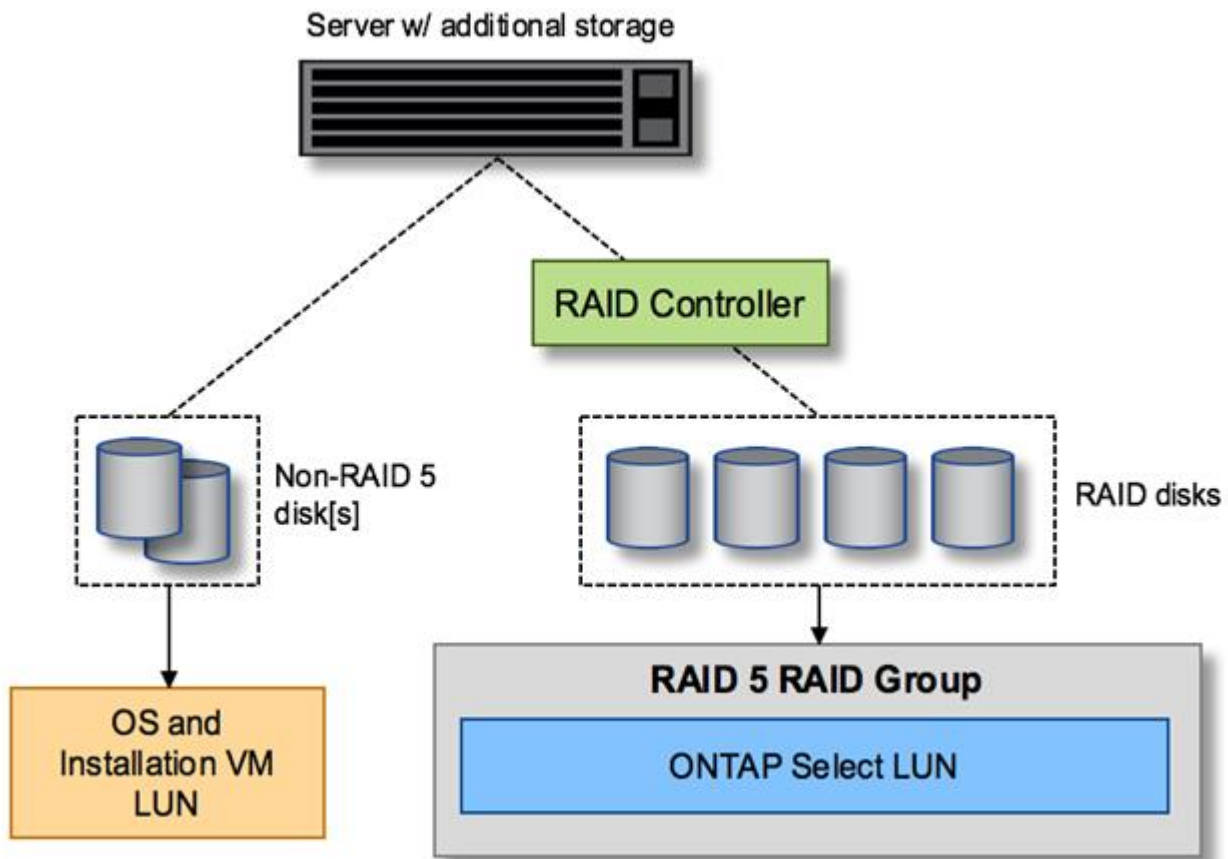 Server w/ additional storage
RAID Controller
Non-RAID 5
disk[s]
RAID disks
OS and
Installation VM
LUN
RAID 5 RAID Group
ONTAP Select LUN